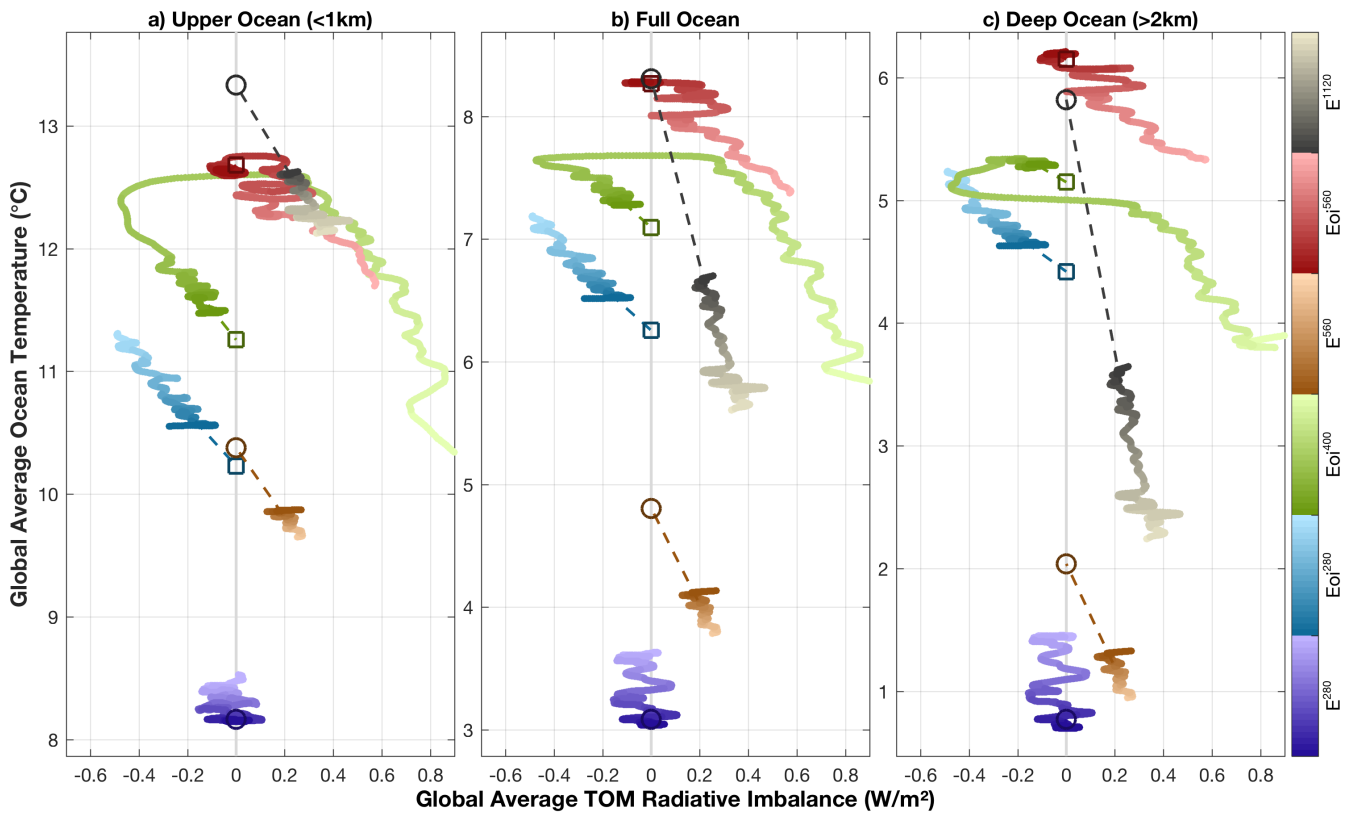 a) Upper Ocean (<1km)
b) Full Ocean
c) Deep Ocean (>2km)
Global Average Ocean Temperature (°C)
13
12
11
10
9
8
-0.6 -0.4 -0.2 0 0.2 0.4 0.6 0.8
8
7
6
5
4
3
-0.6 -0.4 -0.2 0 0.2 0.4 0.6 0.8
6
5
4
3
2
1
-0.6 -0.4 -0.2 0 0.2 0.4 0.6 0.8
Global Average TOM Radiative Imbalance (W/m²)
E¹¹²⁰
Eoi⁵⁶⁰
E⁵⁶⁰
Eoi⁴⁰⁰
Eoi²⁸⁰
E²⁸⁰